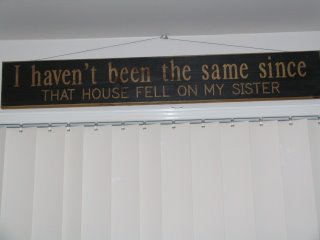 I haven't been the same since
THAT HOUSE FELL ON MY SISTER